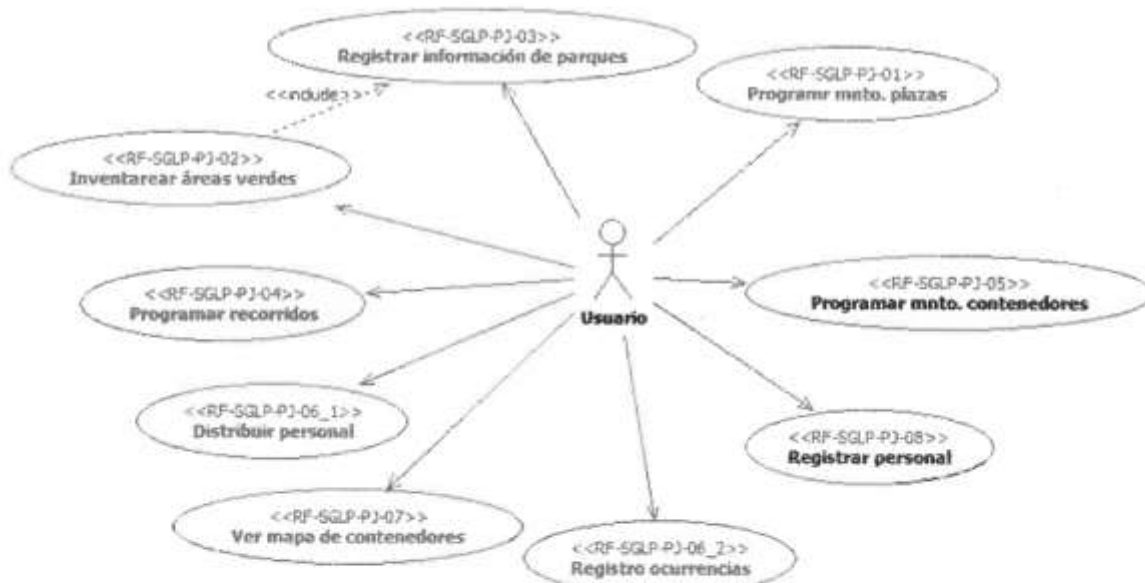 <<RF-SGLP-PJ-03>>
Registrar información de parques
<<RF-SGLP-PJ-01>>
Programr mnto. plazas
<<include>>
<<RF-SGLP-PJ-02>>
Inventarear áreas verdes
<<RF-SGLP-PJ-04>>
Programar recorridos
Usuario
<<RF-SGLP-PJ-05>>
Programar mnto. contenedores
<<RF-SGLP-PJ-06_1>>
Distribuir personal
<<RF-SGLP-PJ-08>>
Registrar personal
<<RF-SGLP-PJ-07>>
Ver mapa de contenedores
<<RF-SGLP-PJ-06_2>>
Registro ocurrencias